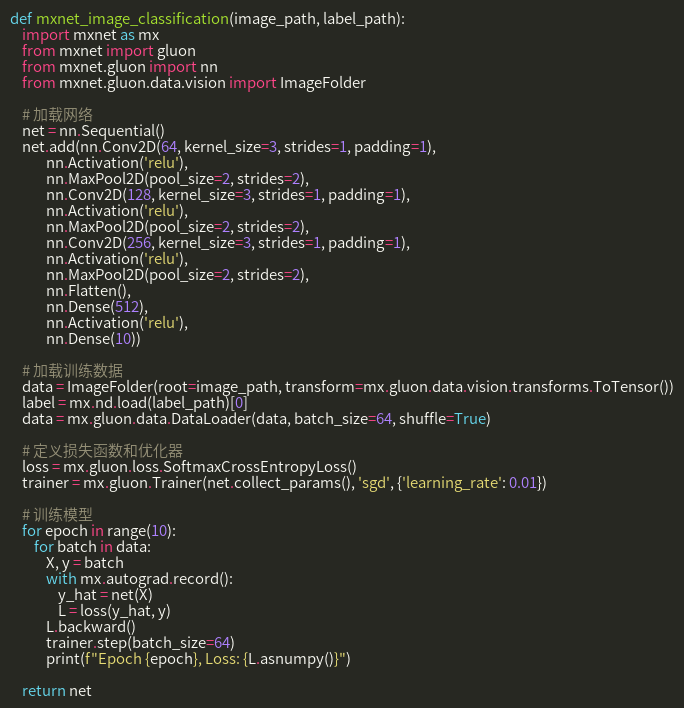 def mxnet_image_classification(image_path, label_path):
    import mxnet as mx
    from mxnet import gluon
    from mxnet.gluon import nn
    from mxnet.gluon.data.vision import ImageFolder

    # 加载网络
    net = nn.Sequential()
    net.add(nn.Conv2D(64, kernel_size=3, strides=1, padding=1),
            nn.Activation('relu'),
            nn.MaxPool2D(pool_size=2, strides=2),
            nn.Conv2D(128, kernel_size=3, strides=1, padding=1),
            nn.Activation('relu'),
            nn.MaxPool2D(pool_size=2, strides=2),
            nn.Conv2D(256, kernel_size=3, strides=1, padding=1),
            nn.Activation('relu'),
            nn.MaxPool2D(pool_size=2, strides=2),
            nn.Flatten(),
            nn.Dense(512),
            nn.Activation('relu'),
            nn.Dense(10))

    # 加载训练数据
    data = ImageFolder(root=image_path, transform=mx.gluon.data.vision.transforms.ToTensor())
    label = mx.nd.load(label_path)[0]
    data = mx.gluon.data.DataLoader(data, batch_size=64, shuffle=True)

    # 定义损失函数和优化器
    loss = mx.gluon.loss.SoftmaxCrossEntropyLoss()
    trainer = mx.gluon.Trainer(net.collect_params(), 'sgd', {'learning_rate': 0.01})

    # 训练模型
    for epoch in range(10):
        for batch in data:
            X, y = batch
            with mx.autograd.record():
                y_hat = net(X)
                L = loss(y_hat, y)
            L.backward()
            trainer.step(batch_size=64)
            print(f"Epoch {epoch}, Loss: {L.asnumpy()}")

    return net